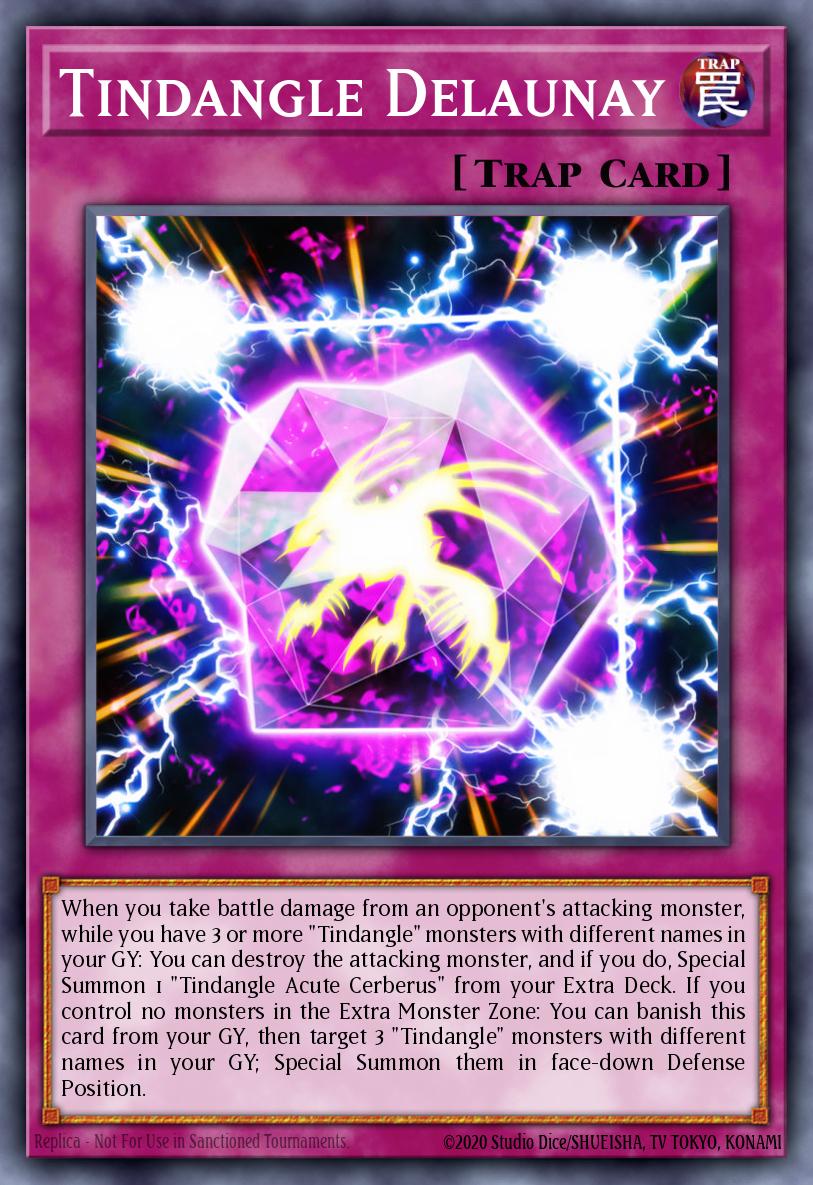 Tindangle Delaunay
TRAP
罠
[Trap Card]
When you take battle damage from an opponent's attacking monster,
while you have 3 or more "Tindangle" monsters with different names in
your GY: You can destroy the attacking monster, and if you do, Special
Summon 1 "Tindangle Acute Cerberus" from your Extra Deck. If you
control no monsters in the Extra Monster Zone: You can banish this
card from your GY, then target 3 "Tindangle" monsters with different
names in your GY; Special Summon them in face-down Defense
Position.
Replica - Not For Use in Sanctioned Tournaments.
©2020 Studio Dice/SHUEISHA, TV TOKYO, KONAMI